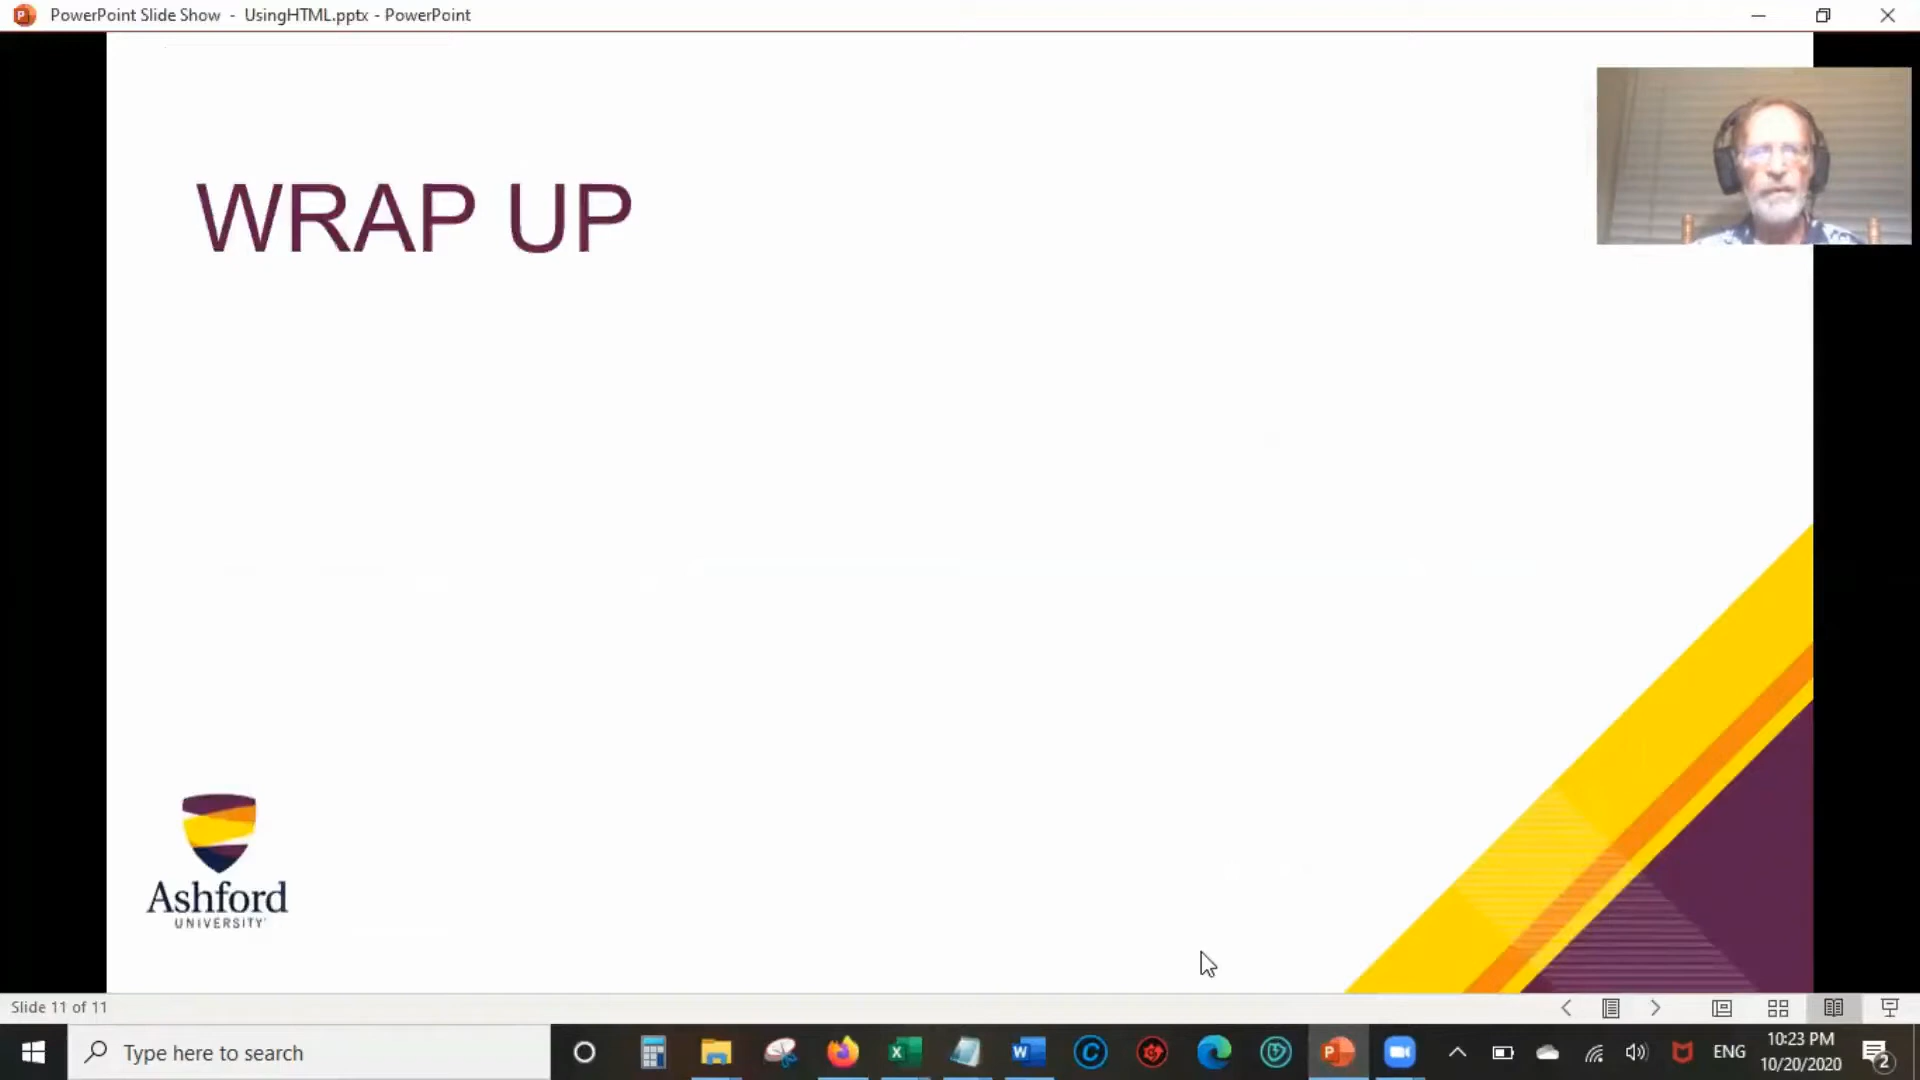 PowerPoint Slide Show - UsingHTML.pptx - PowerPoint
WRAP UP
Ashford
UNIVERSITY
Slide 11 of 11
Type here to search
ENG
10:23 PM
10/20/2020
2